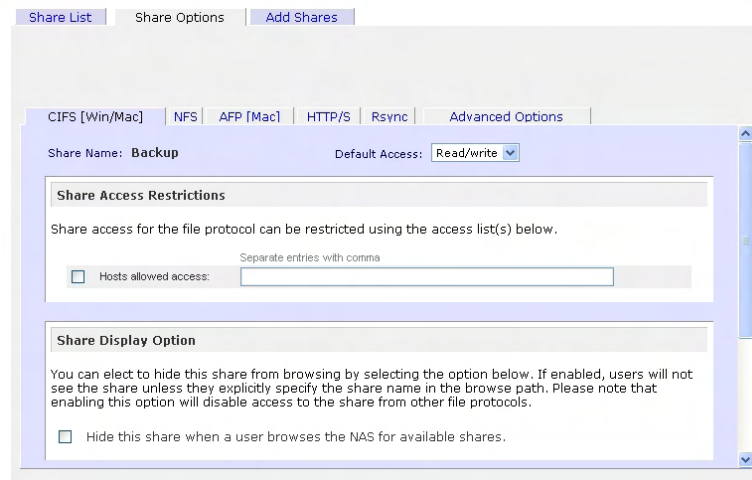 Share List Share Options Add Shares
CIFS [Win/Mac] NFS AFP [Mac] HTTP/S Rsync Advanced Options
Share Name: Backup Default Access: Read/write
Share Access Restrictions
Share access for the file protocol can be restricted using the access list(s) below.
Separate entries with comma
Hosts allowed access:
Share Display Option
You can elect to hide this share from browsing by selecting the option below. If enabled, users will not
see the share unless they explicitly specify the share name in the browse path. Please note that
enabling this option will disable access to the share from other file protocols.
Hide this share when a user browses the NAS for available shares.